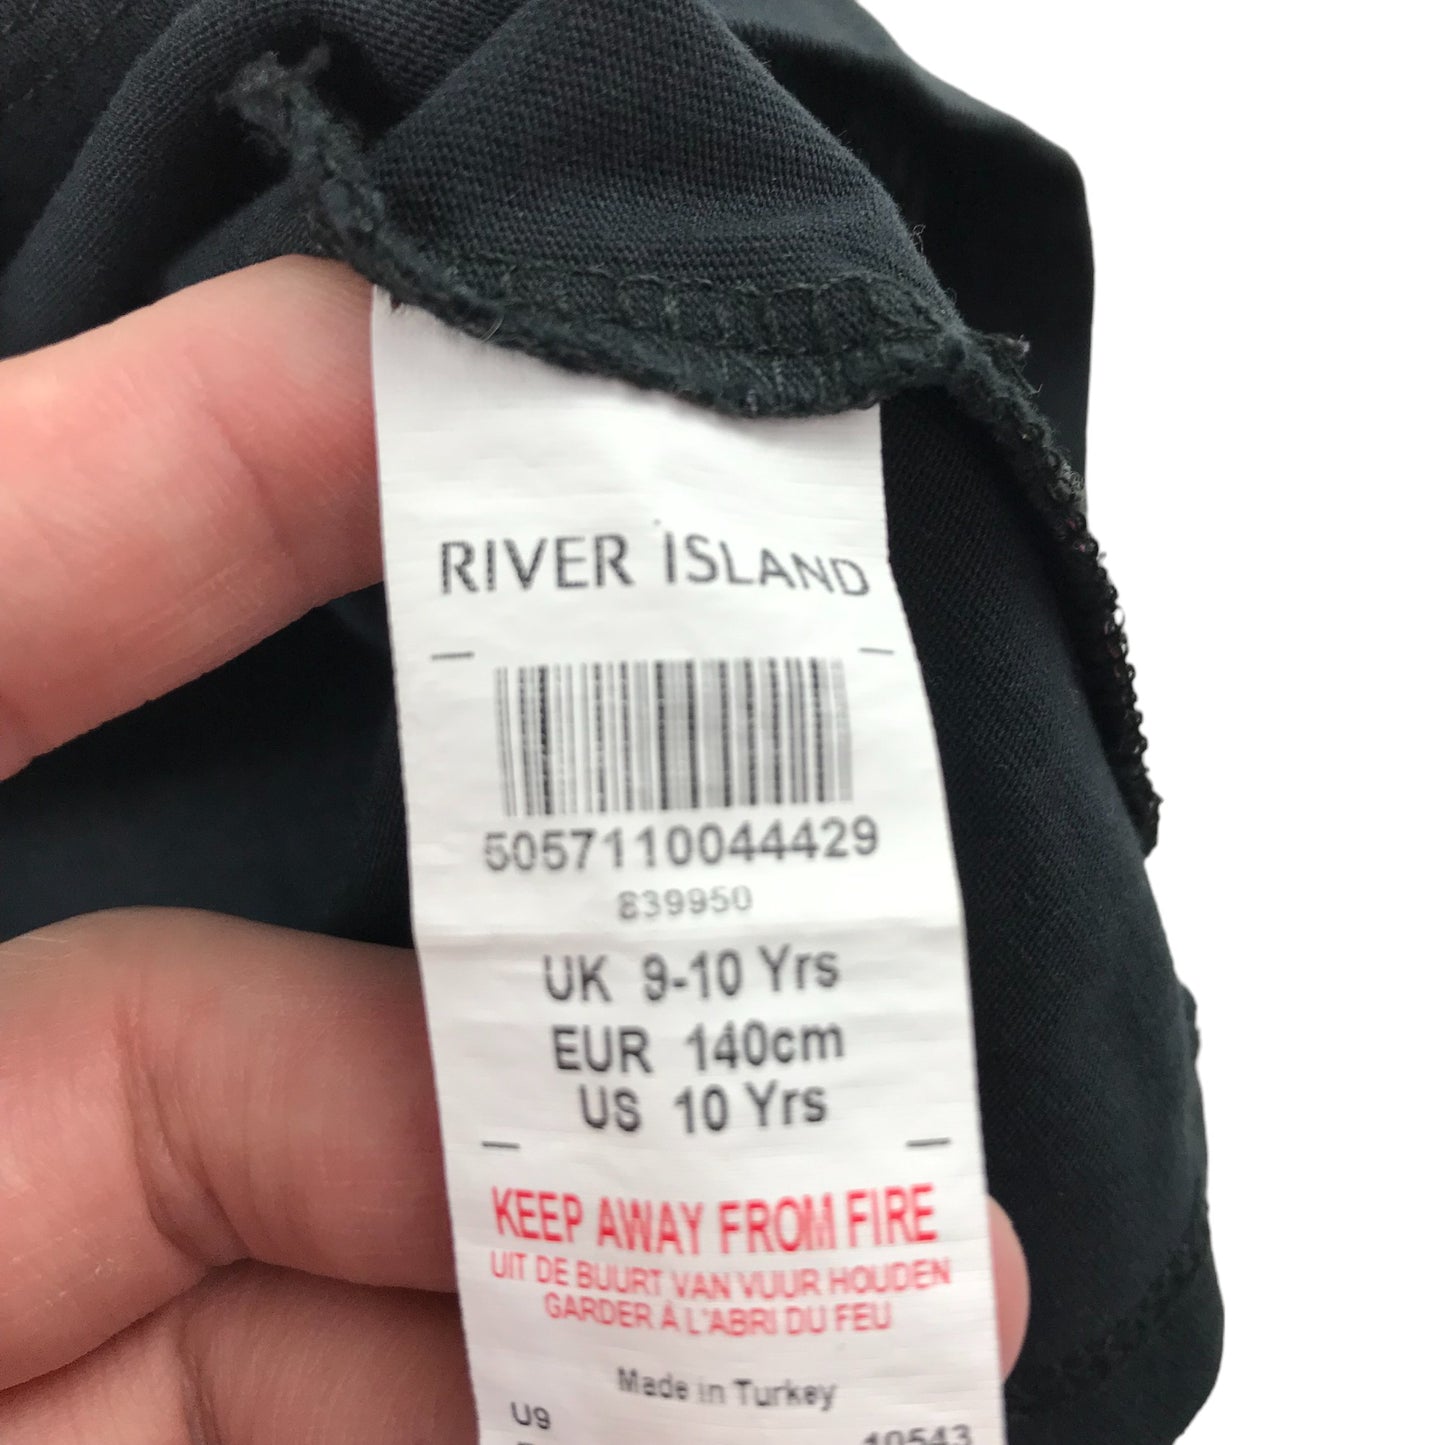 RIVER ISLAND
5057110044429
839950
UK 9-10 Yrs
EUR 140cm
US 10 Yrs
KEEP AWAY FROM FIRE
UIT DE BUURT VAN VUUR HOUDEN
GARDER À L'ABRI DU FEU
Made in Turkey
U9
10543